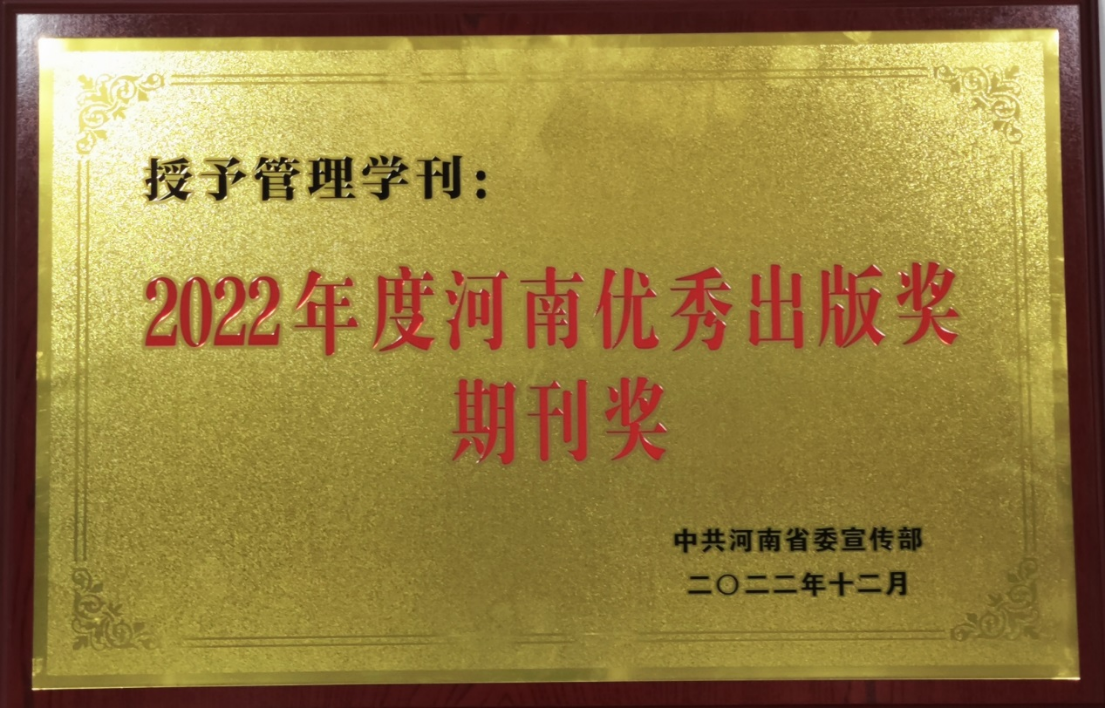 授予管理学刊：
2022年度河南优秀出版奖
期刊奖
中共河南省委宣传部
二〇二二年十二月